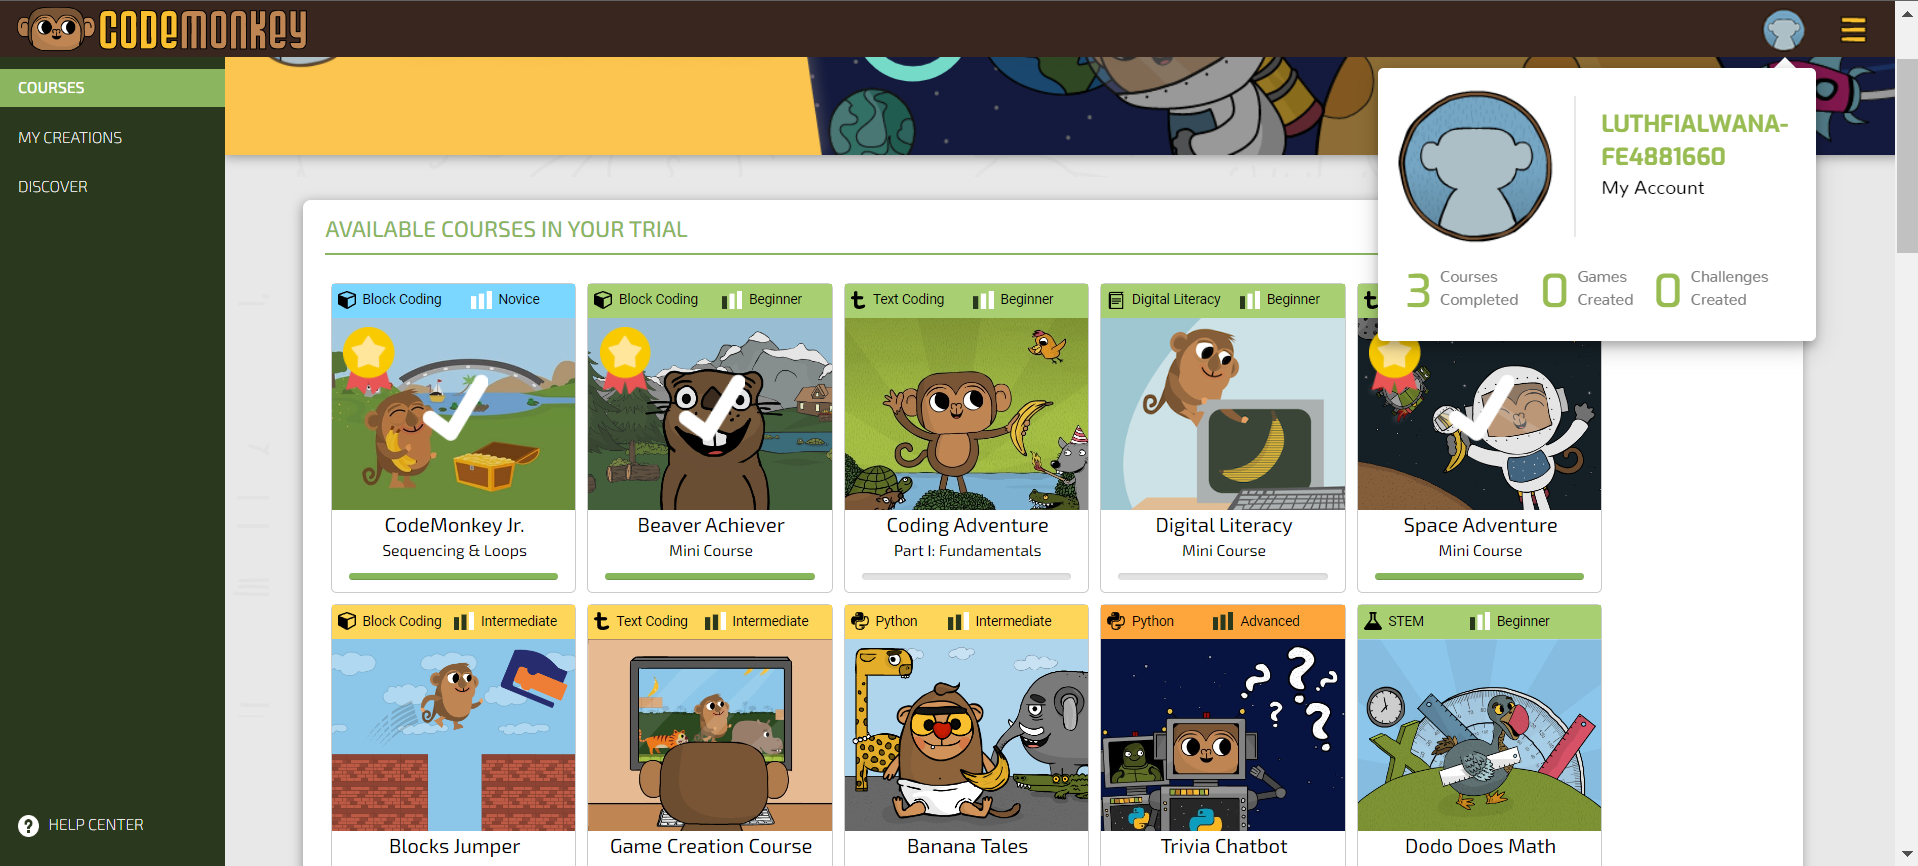 CODEMONKEY
COURSES
MY CREATIONS
DISCOVER
HELP CENTER
LUTHFIALWANA-
FE4881660
My Account
3 Courses Completed
0 Games Created
0 Challenges Created
AVAILABLE COURSES IN YOUR TRIAL
Block Coding Novice
CodeMonkey Jr.
Sequencing & Loops
Block Coding Beginner
Beaver Achiever
Mini Course
Text Coding Beginner
Coding Adventure
Part I: Fundamentals
Digital Literacy Beginner
Digital Literacy
Mini Course
Space Adventure
Mini Course
Block Coding Intermediate
Blocks Jumper
Text Coding Intermediate
Game Creation Course
Python Intermediate
Banana Tales
Python Advanced
Trivia Chatbot
STEM Beginner
Dodo Does Math